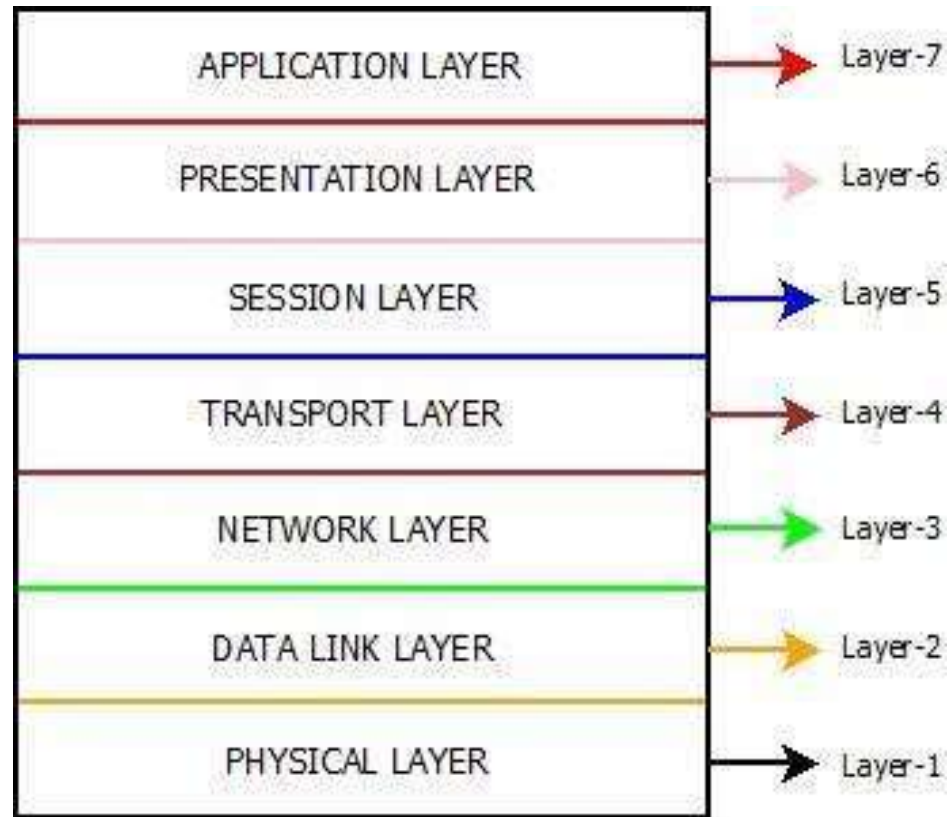 APPLICATION LAYER
Layer-7
PRESENTATION LAYER
Layer-6
SESSION LAYER
Layer-5
TRANSPORT LAYER
Layer-4
NETWORK LAYER
Layer-3
DATA LINK LAYER
Layer-2
PHYSICAL LAYER
Layer-1